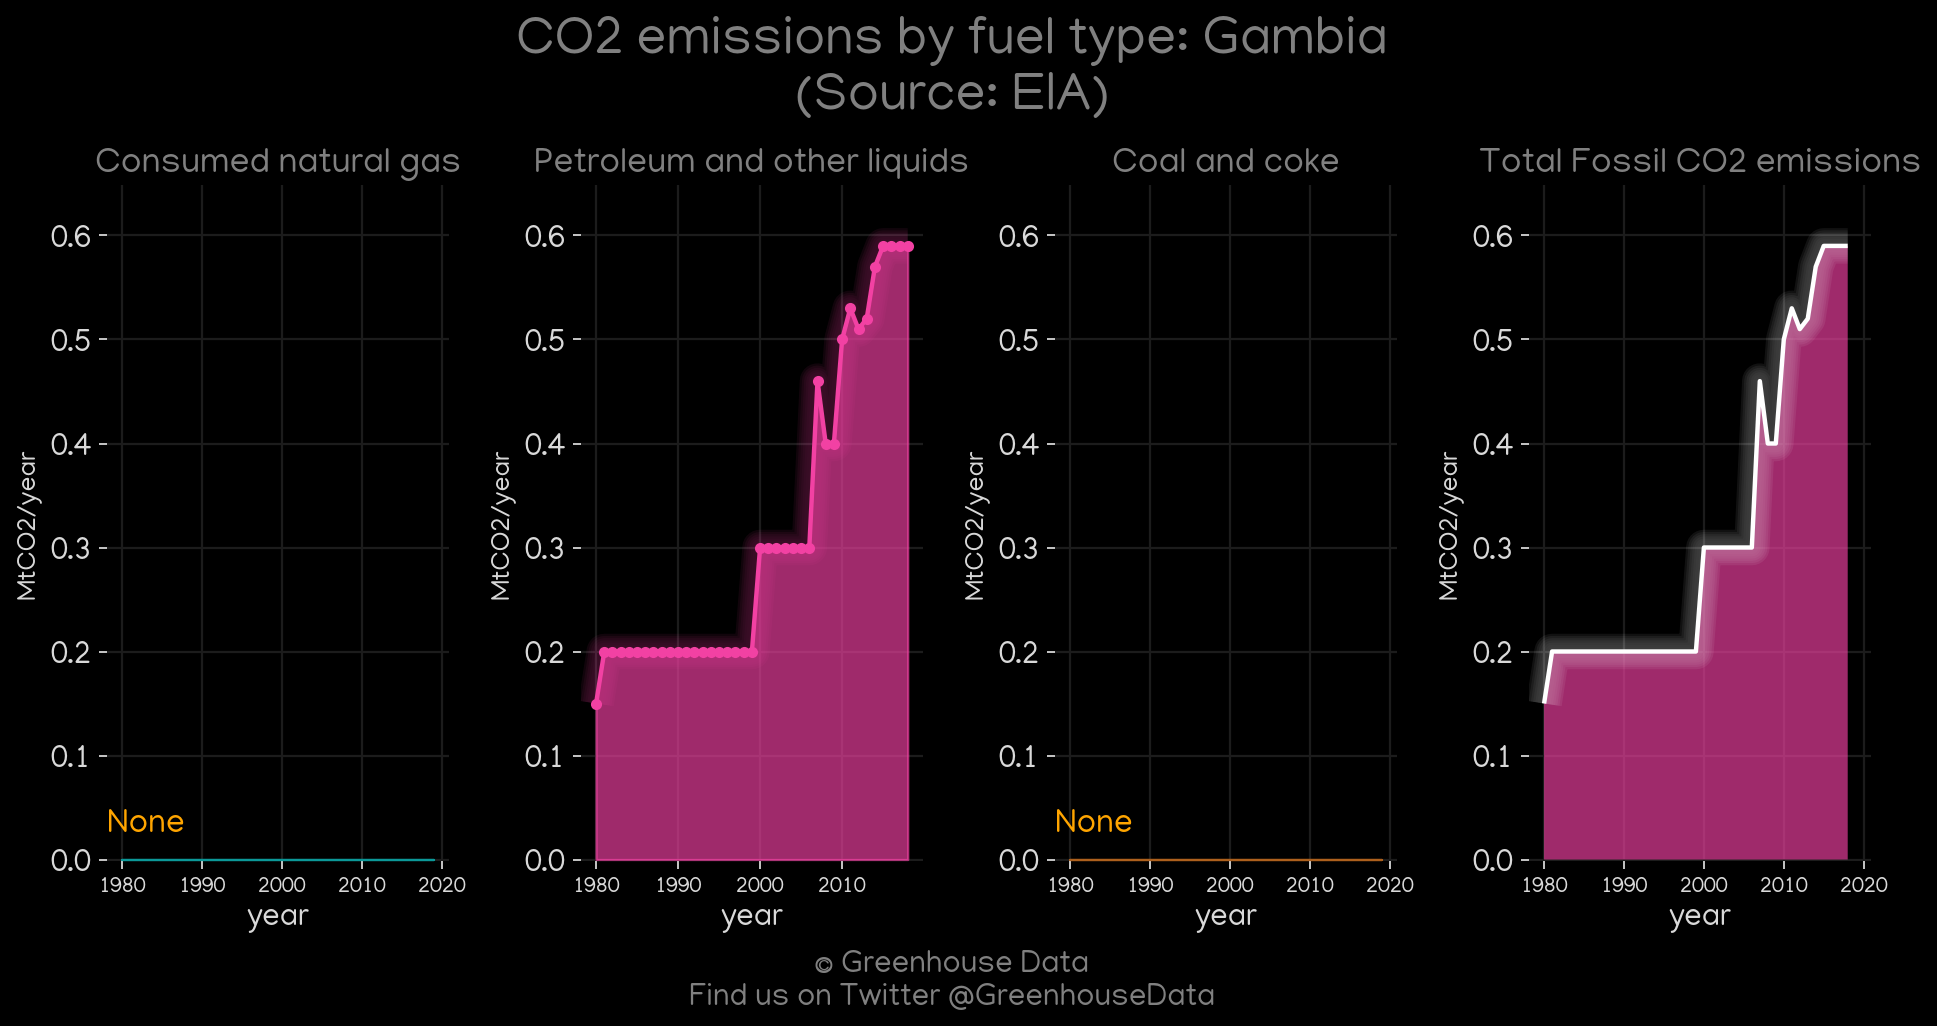 CO2 emissions by fuel type: Gambia
(Source: EIA)
Consumed natural gas
Petroleum and other liquids
Coal and coke
Total Fossil CO2 emissions
MtCO2/year
0.6
0.5
0.4
0.3
0.2
0.1
0.0
None
1980 1990 2000 2010 2020
year
MtCO2/year
0.6
0.5
0.4
0.3
0.2
0.1
0.0
1980 1990 2000 2010
year
MtCO2/year
0.6
0.5
0.4
0.3
0.2
0.1
0.0
None
1980 1990 2000 2010 2020
year
MtCO2/year
0.6
0.5
0.4
0.3
0.2
0.1
0.0
1980 1990 2000 2010 2020
year
© Greenhouse Data
Find us on Twitter @GreenhouseData